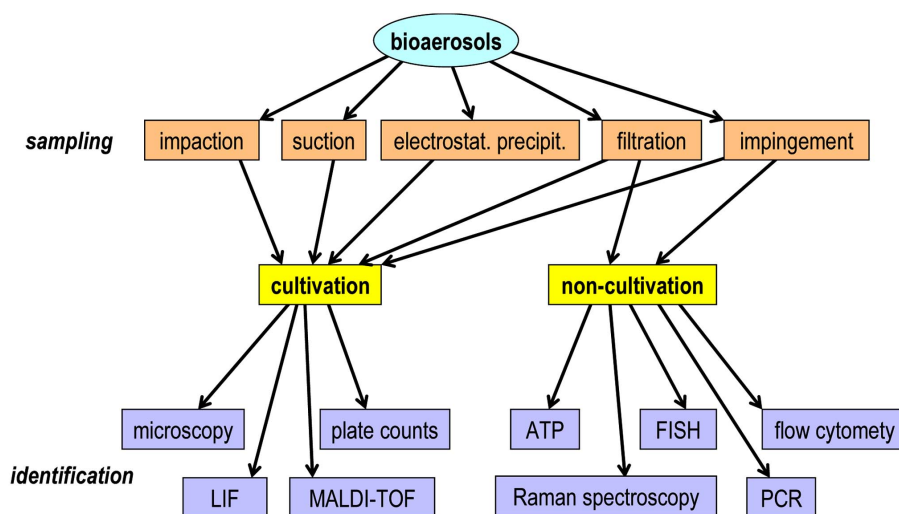 bioaerosols
sampling
impaction
suction
electrostat. precipit.
filtration
impingement
cultivation
non-cultivation
microscopy
plate counts
ATP
FISH
flow cytomety
identification
LIF
MALDI-TOF
Raman spectroscopy
PCR